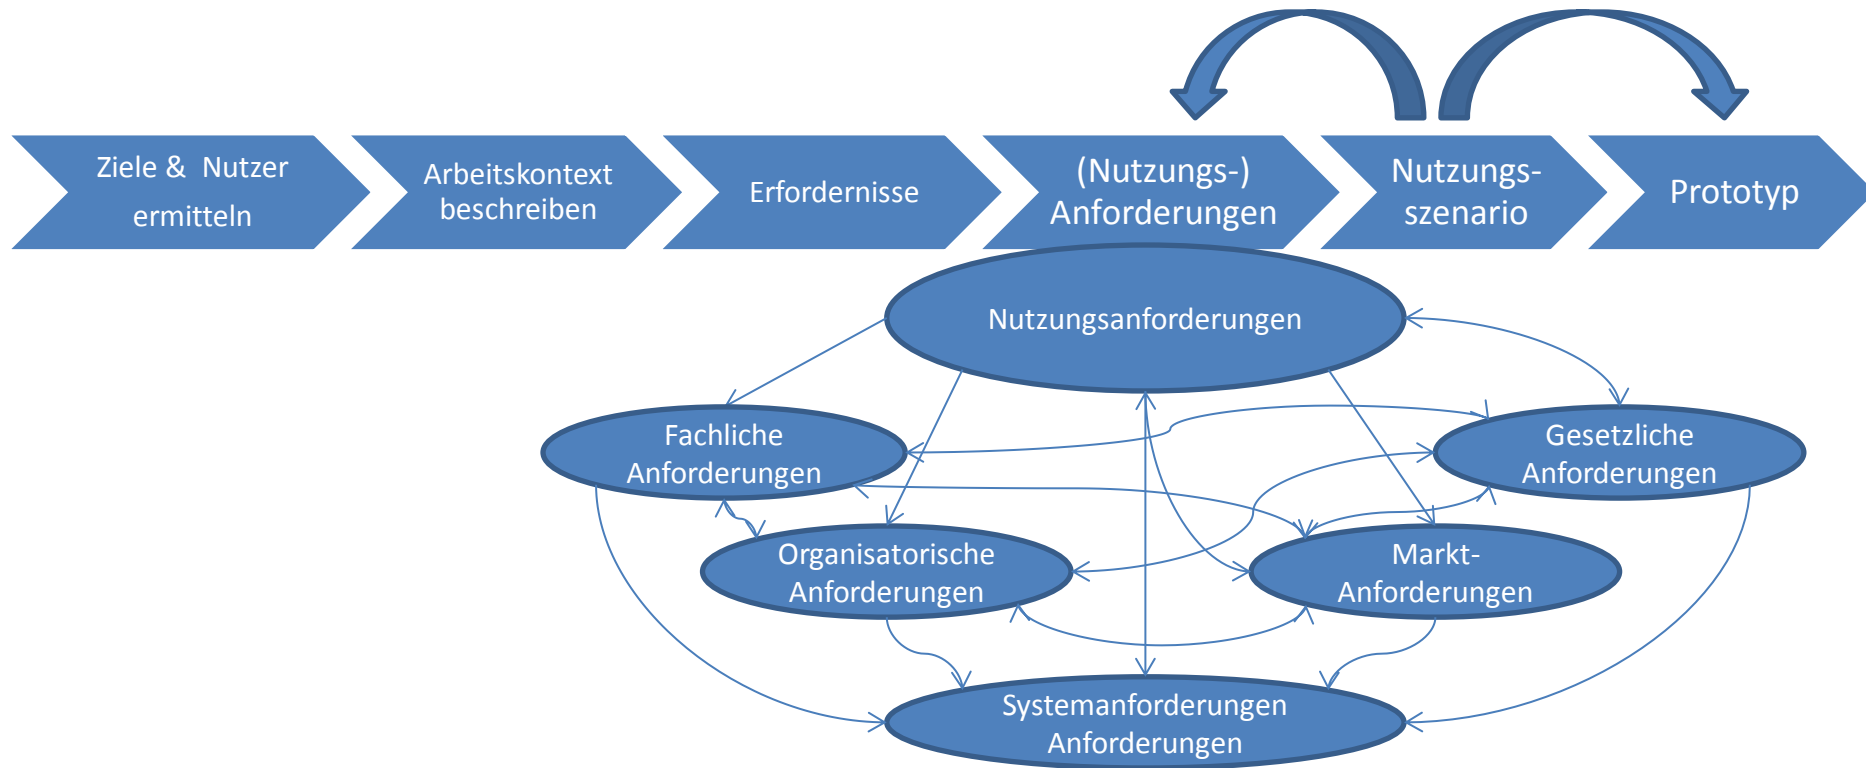 Ziele & Nutzer
ermitteln
Arbeitskontext
beschreiben
Erfordernisse
(Nutzungs-)
Anforderungen
Nutzungs-
szenario
Prototyp
Nutzungsanforderungen
Fachliche
Anforderungen
Gesetzliche
Anforderungen
Organisatorische
Anforderungen
Markt-
Anforderungen
Systemanforderungen
Anforderungen